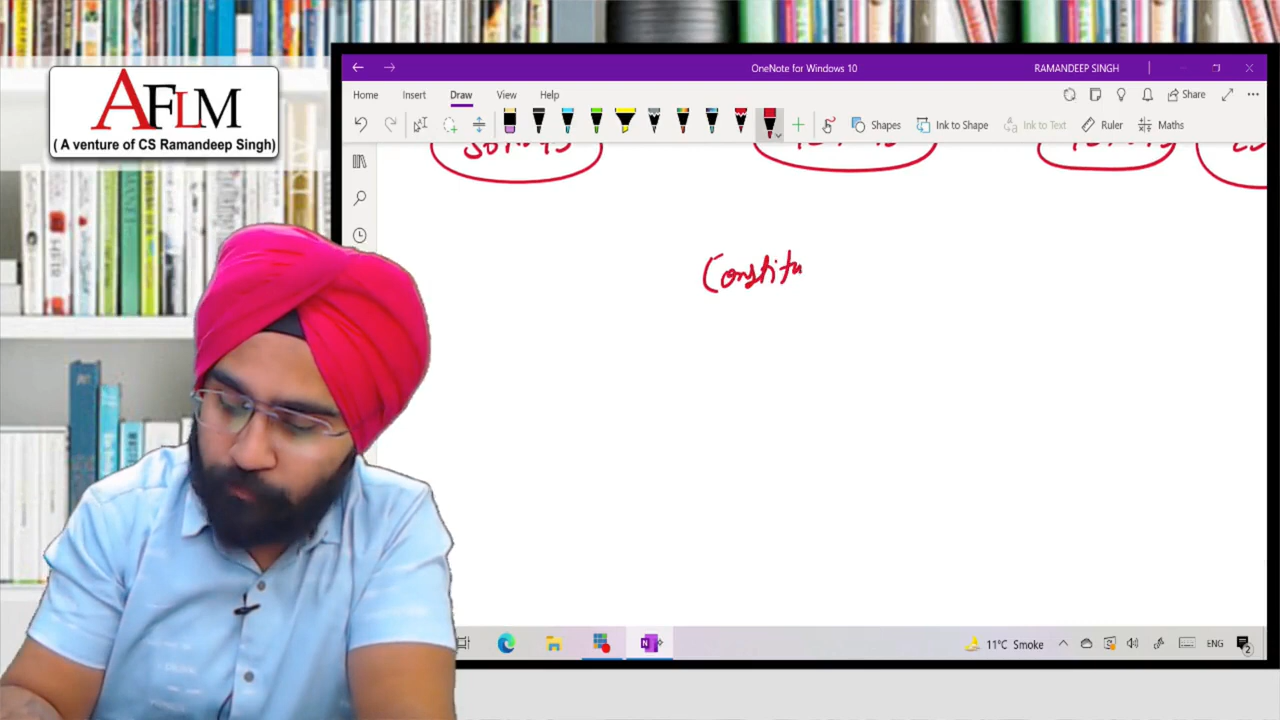 AFLM
( A venture of CS Ramandeep Singh)
OneNote for Windows 10
RAMANDEEP SINGH
Home Insert Draw View Help
Share
Shapes Ink to Shape Ink to Text Ruler Maths
Constitu
11°C Smoke
ENG
2